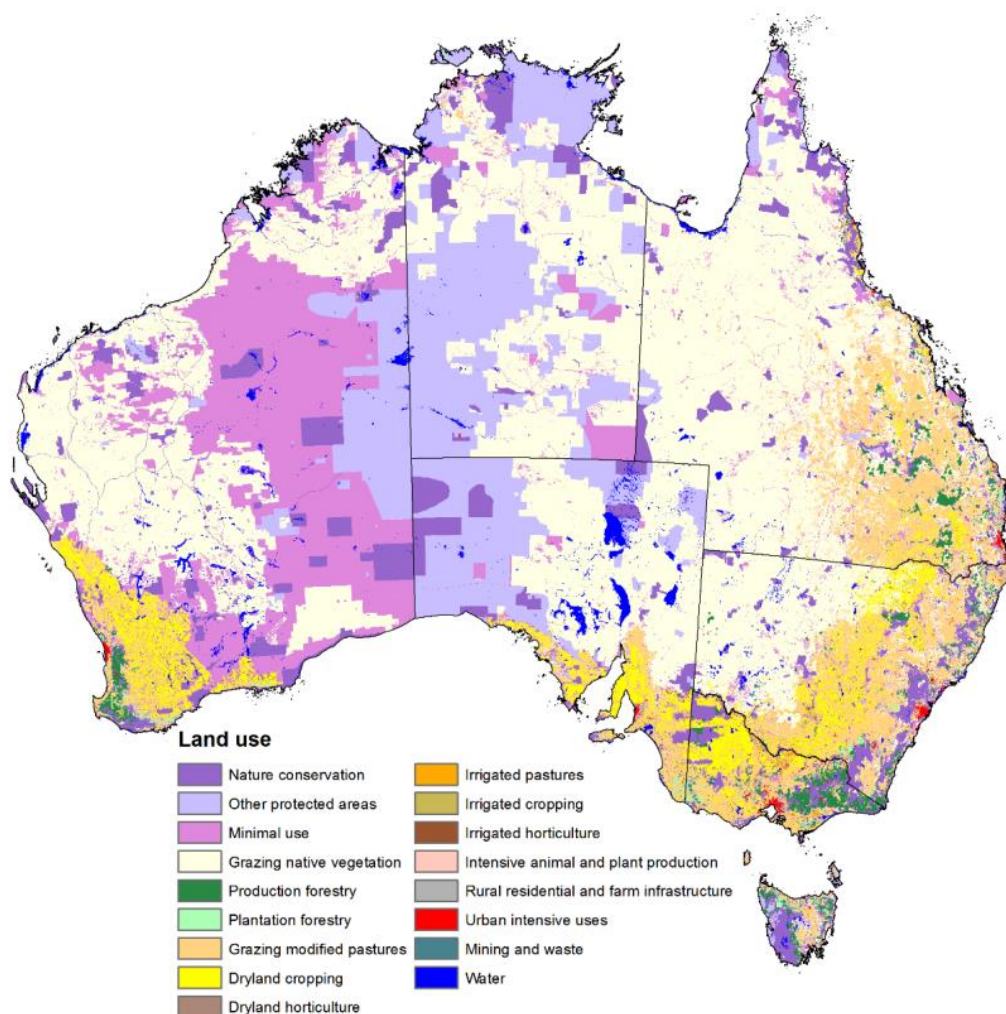 Land use
Nature conservation
Other protected areas
Minimal use
Grazing native vegetation
Production forestry
Plantation forestry
Grazing modified pastures
Dryland cropping
Dryland horticulture
Irrigated pastures
Irrigated cropping
Irrigated horticulture
Intensive animal and plant production
Rural residential and farm infrastructure
Urban intensive uses
Mining and waste
Water